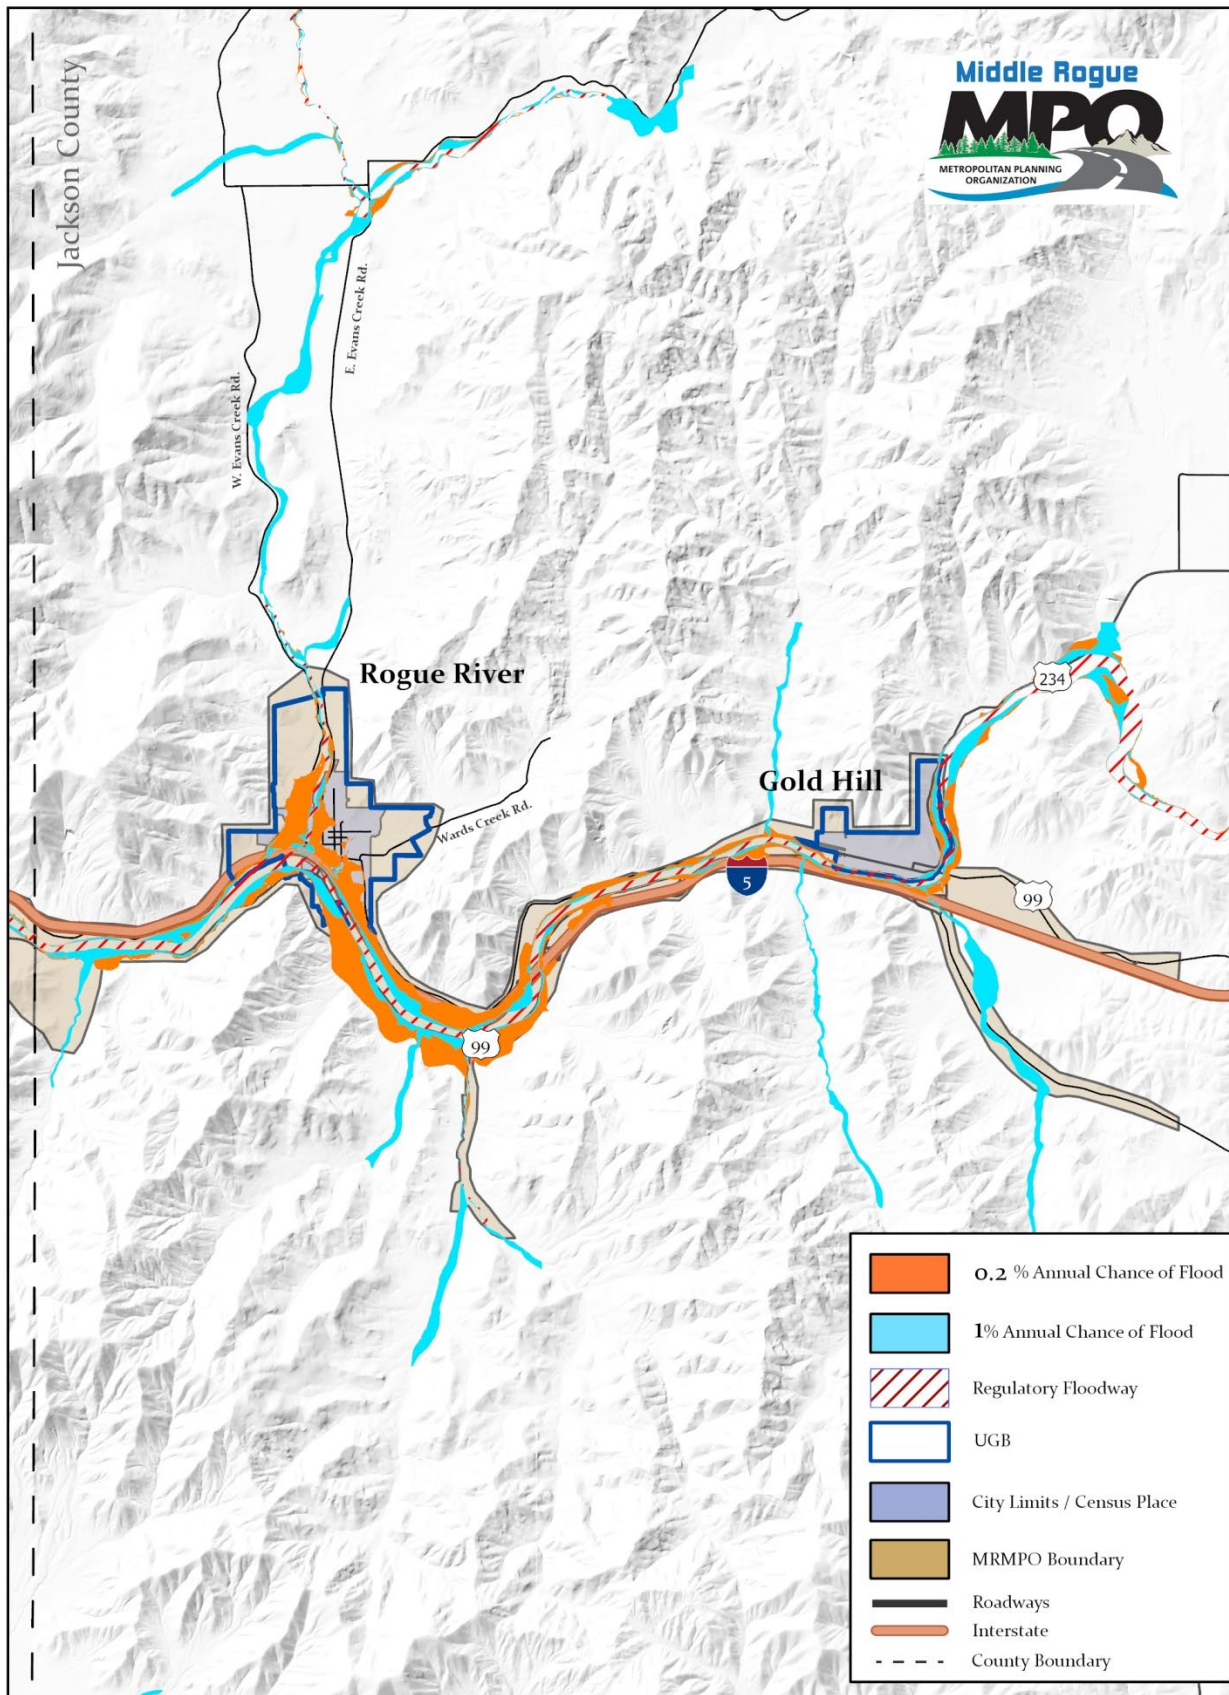 Jackson County
Middle Rogue
MPO
METROPOLITAN PLANNING
ORGANIZATION
W. Evans Creek Rd.
E. Evans Creek Rd.
Rogue River
234
Gold Hill
Wards Creek Rd.
5
99
99
0.2 % Annual Chance of Flood
1% Annual Chance of Flood
Regulatory Floodway
UGB
City Limits / Census Place
MRMPO Boundary
Roadways
Interstate
County Boundary